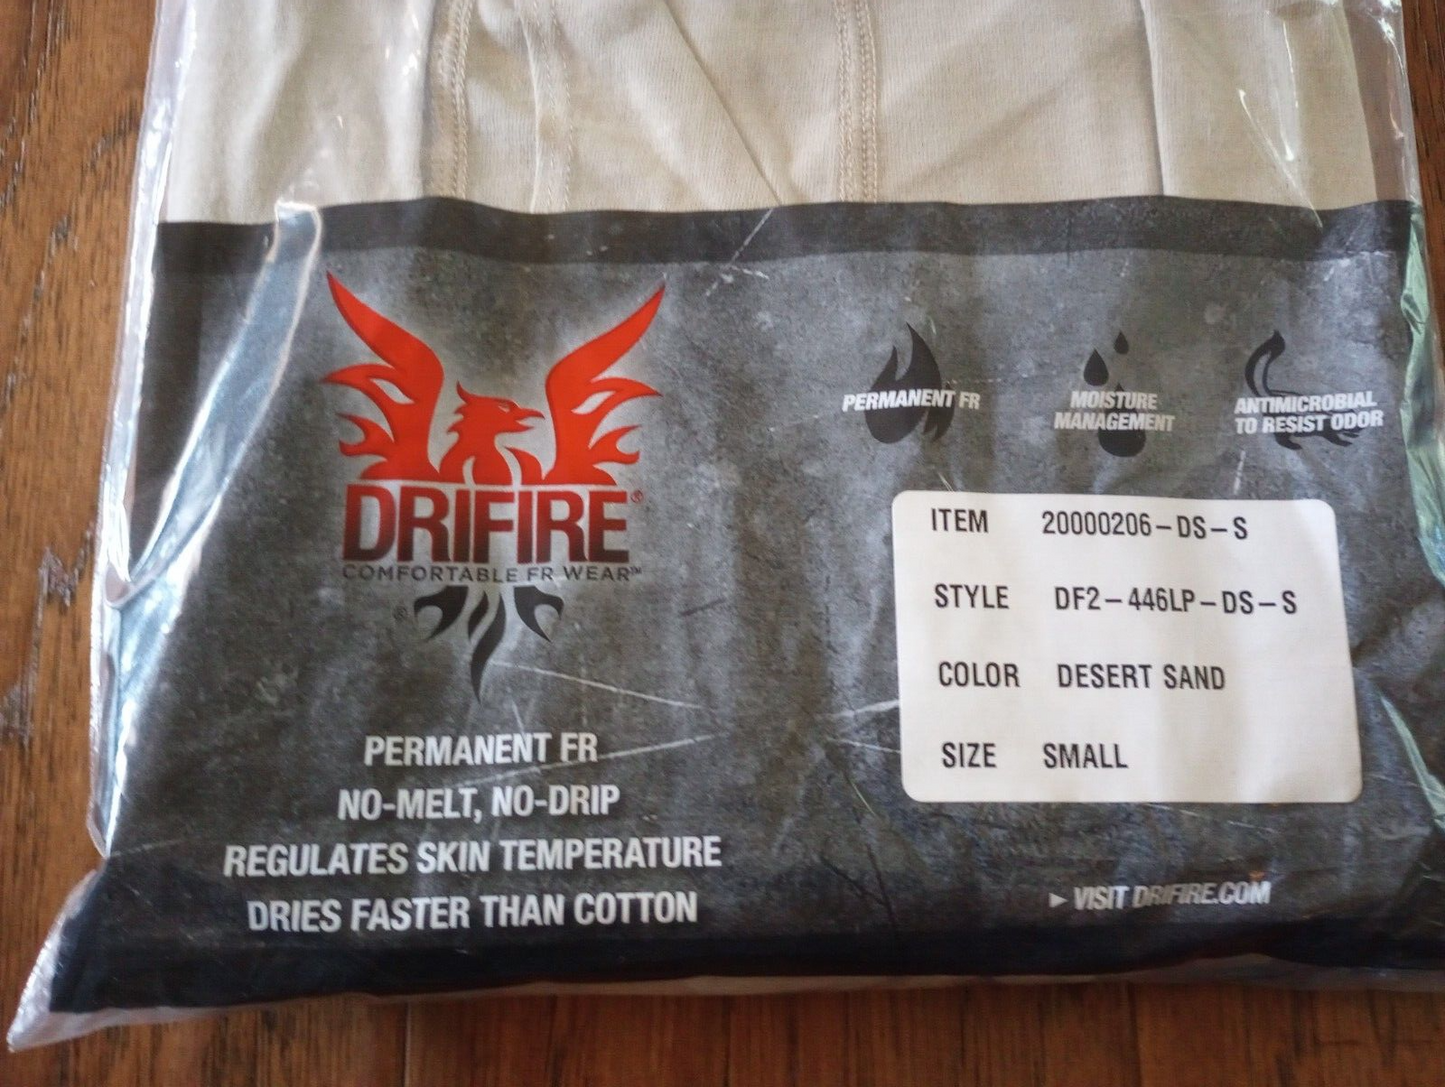 DRIFIRE®
COMFORTABLE FR WEAR™
®
PERMANENT FR
NO-MELT, NO-DRIP
REGULATES SKIN TEMPERATURE
DRIES FASTER THAN COTTON
PERMANENT FR
MOISTURE
MANAGEMENT
ANTIMICROBIAL
TO RESIST ODOR
ITEM 20000206-DS-S
STYLE DF2-446LP-DS-S
COLOR DESERT SAND
SIZE SMALL
► VISIT DRIFIRE.COM